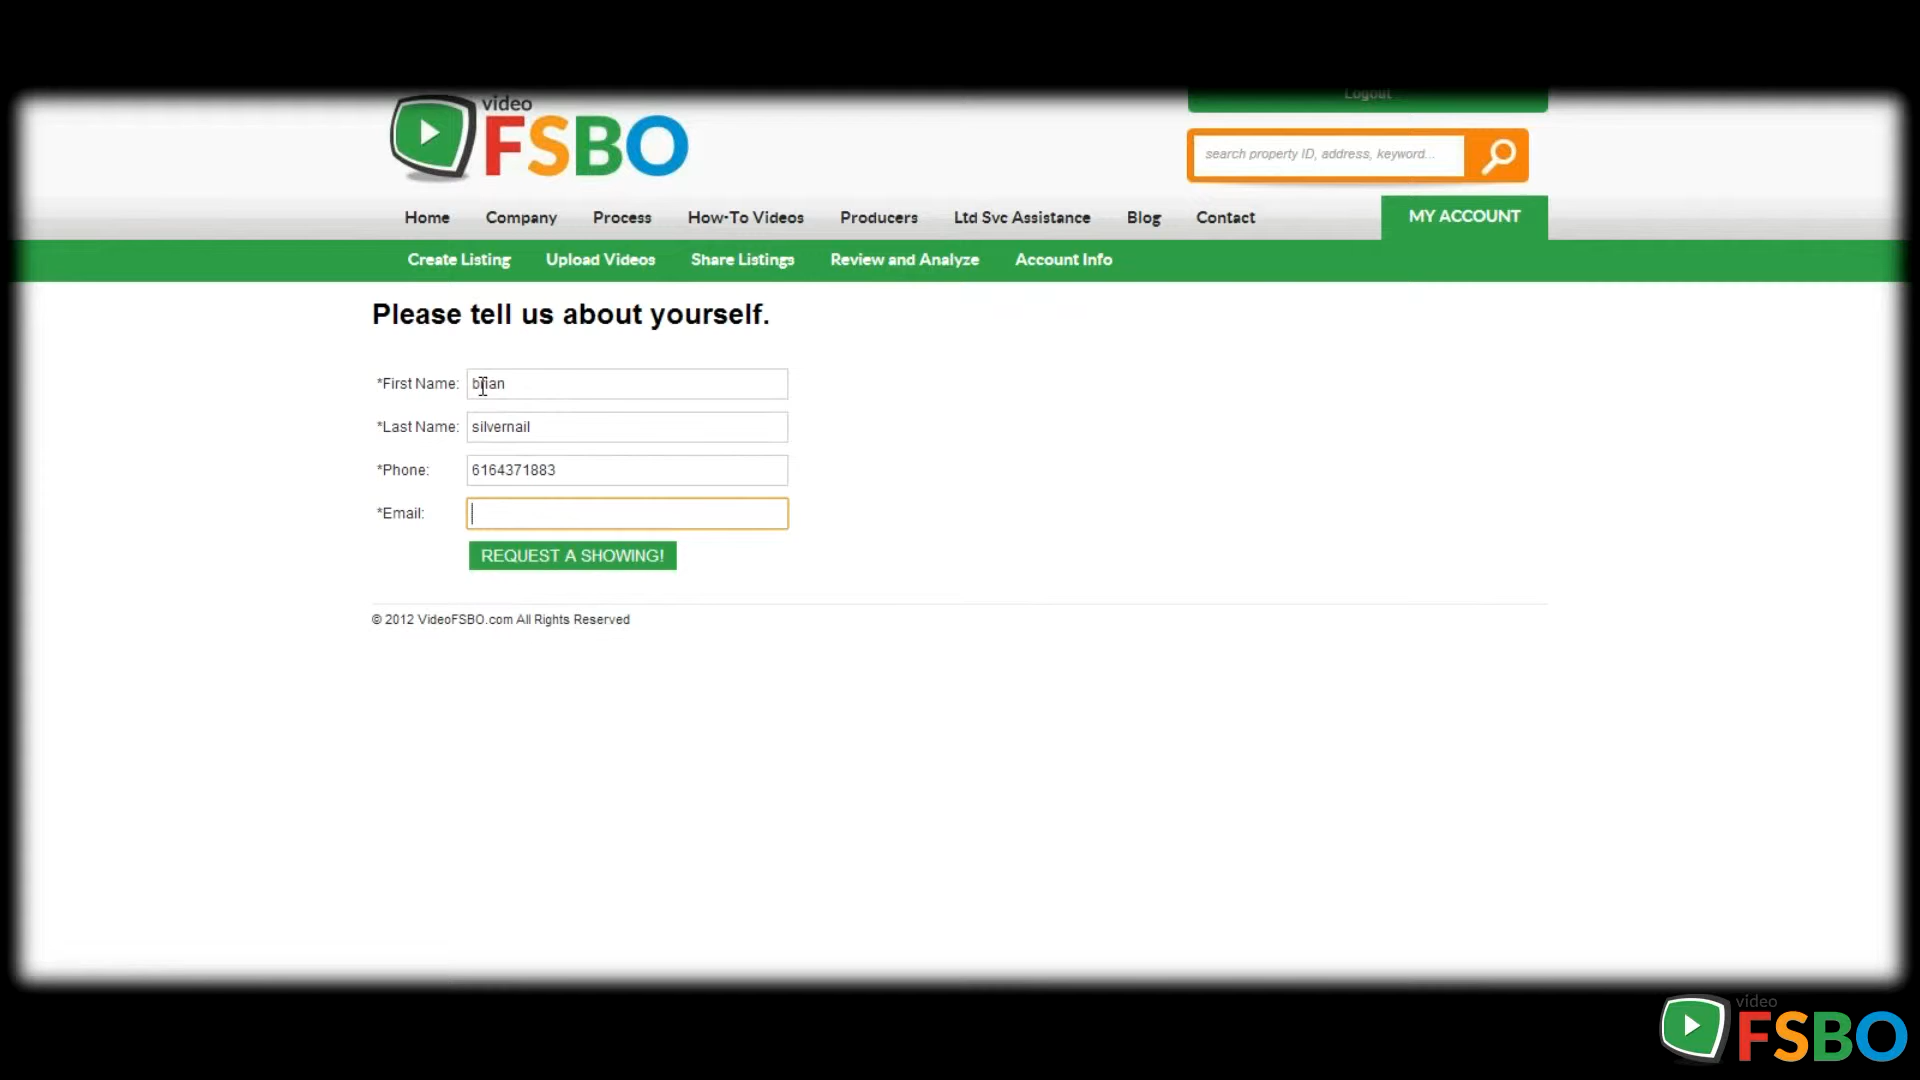 video
FSBO
Logout
search property ID, address, keyword...
Home Company Process How-To Videos Producers Ltd Svc Assistance Blog Contact MY ACCOUNT
Create Listing Upload Videos Share Listings Review and Analyze Account Info
Please tell us about yourself.
*First Name: brian
*Last Name: silvernail
*Phone: 6164371883
*Email:
REQUEST A SHOWING!
© 2012 VideoFSBO.com All Rights Reserved
video
FSBO